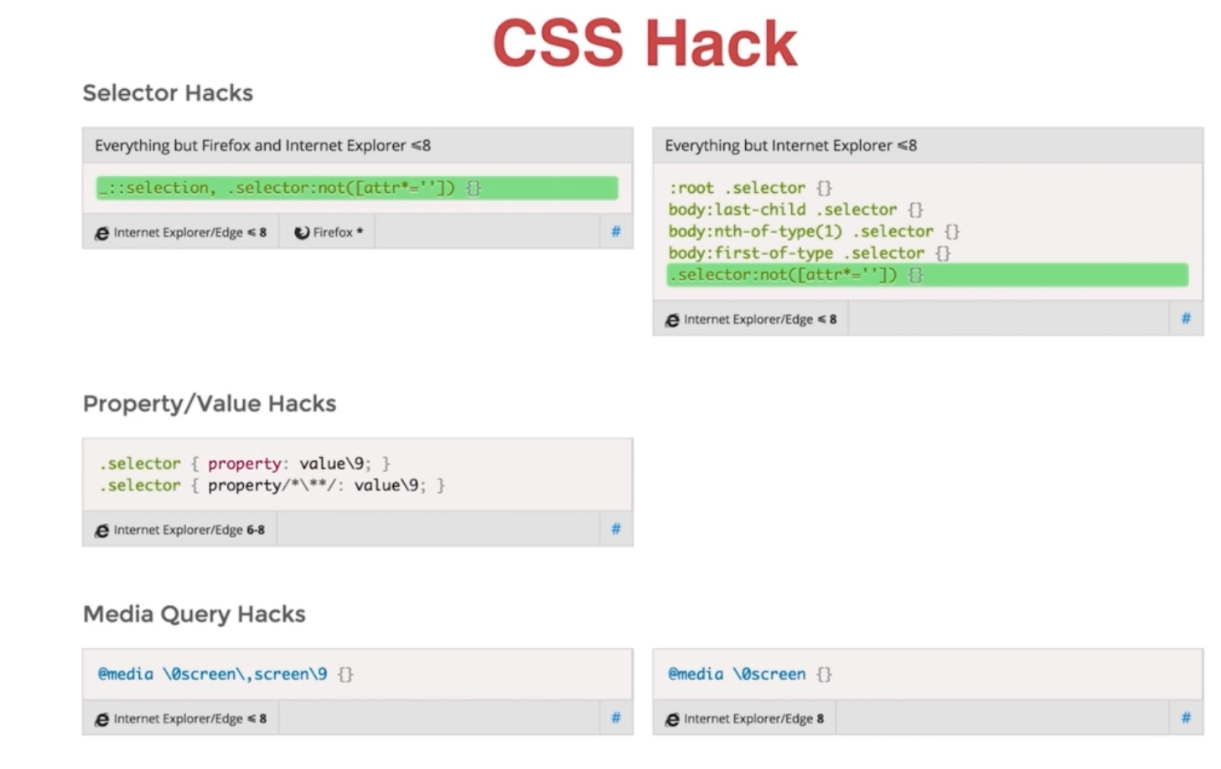 CSS Hack
Selector Hacks
Everything but Firefox and Internet Explorer ≤8
_::selection, .selector:not([attr*='']) {}
Internet Explorer/Edge ≤ 8
Firefox *
#
Everything but Internet Explorer ≤8
:root .selector {}
body:last-child .selector {}
body:nth-of-type(1) .selector {}
body:first-of-type .selector {}
.selector:not([attr*='']) {}
Internet Explorer/Edge ≤ 8
#
Property/Value Hacks
.selector { property: value\9; }
.selector { property/*\**/: value\9; }
Internet Explorer/Edge 6-8
#
Media Query Hacks
@media \0screen\,screen\9 {}
Internet Explorer/Edge ≤ 8
#
@media \0screen {}
Internet Explorer/Edge 8
#